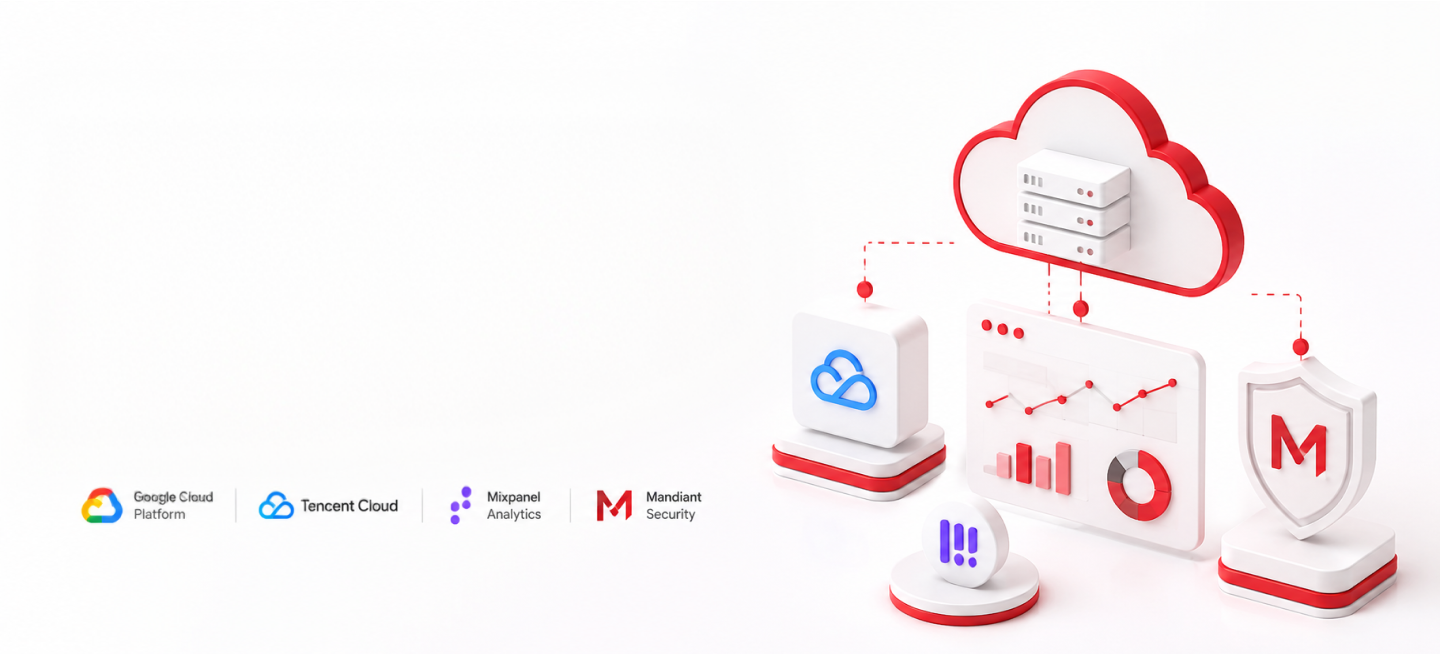 Google Cloud
Platform
Tencent Cloud
Mixpanel
Analytics
Mandiant
Security